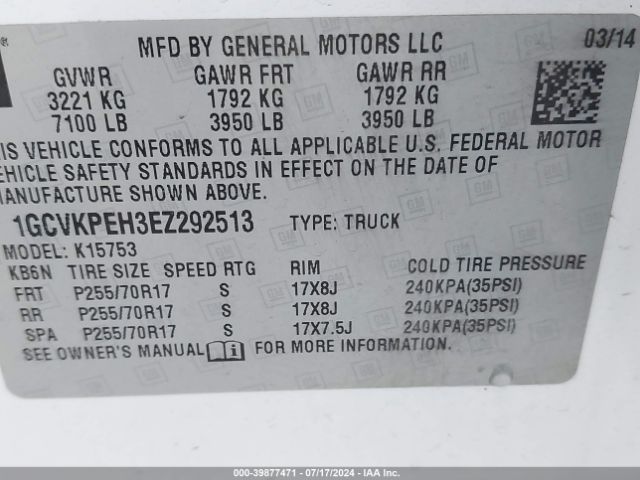 MFD BY GENERAL MOTORS LLC 03/14
GVWR GAWR FRT GAWR RR
3221 KG 1792 KG 1792 KG
7100 LB 3950 LB 3950 LB
IS VEHICLE CONFORMS TO ALL APPLICABLE U.S. FEDERAL MOTOR
EHICLE SAFETY STANDARDS IN EFFECT ON THE DATE OF
MANUFACTURE SHOWN ABOVE.
1GCVKPEH3EZ292513 TYPE: TRUCK
MODEL: K15753
KB6N TIRE SIZE SPEED RTG RIM COLD TIRE PRESSURE
FRT P255/70R17 S 17X8J 240KPA(35PSI)
RR P255/70R17 S 17X8J 240KPA(35PSI)
SPA P255/70R17 S 17X7.5J 240KPA(35PSI)
SEE OWNER'S MANUAL FOR MORE INFORMATION.
000-39877471 - 07/17/2024 - IAA Inc.